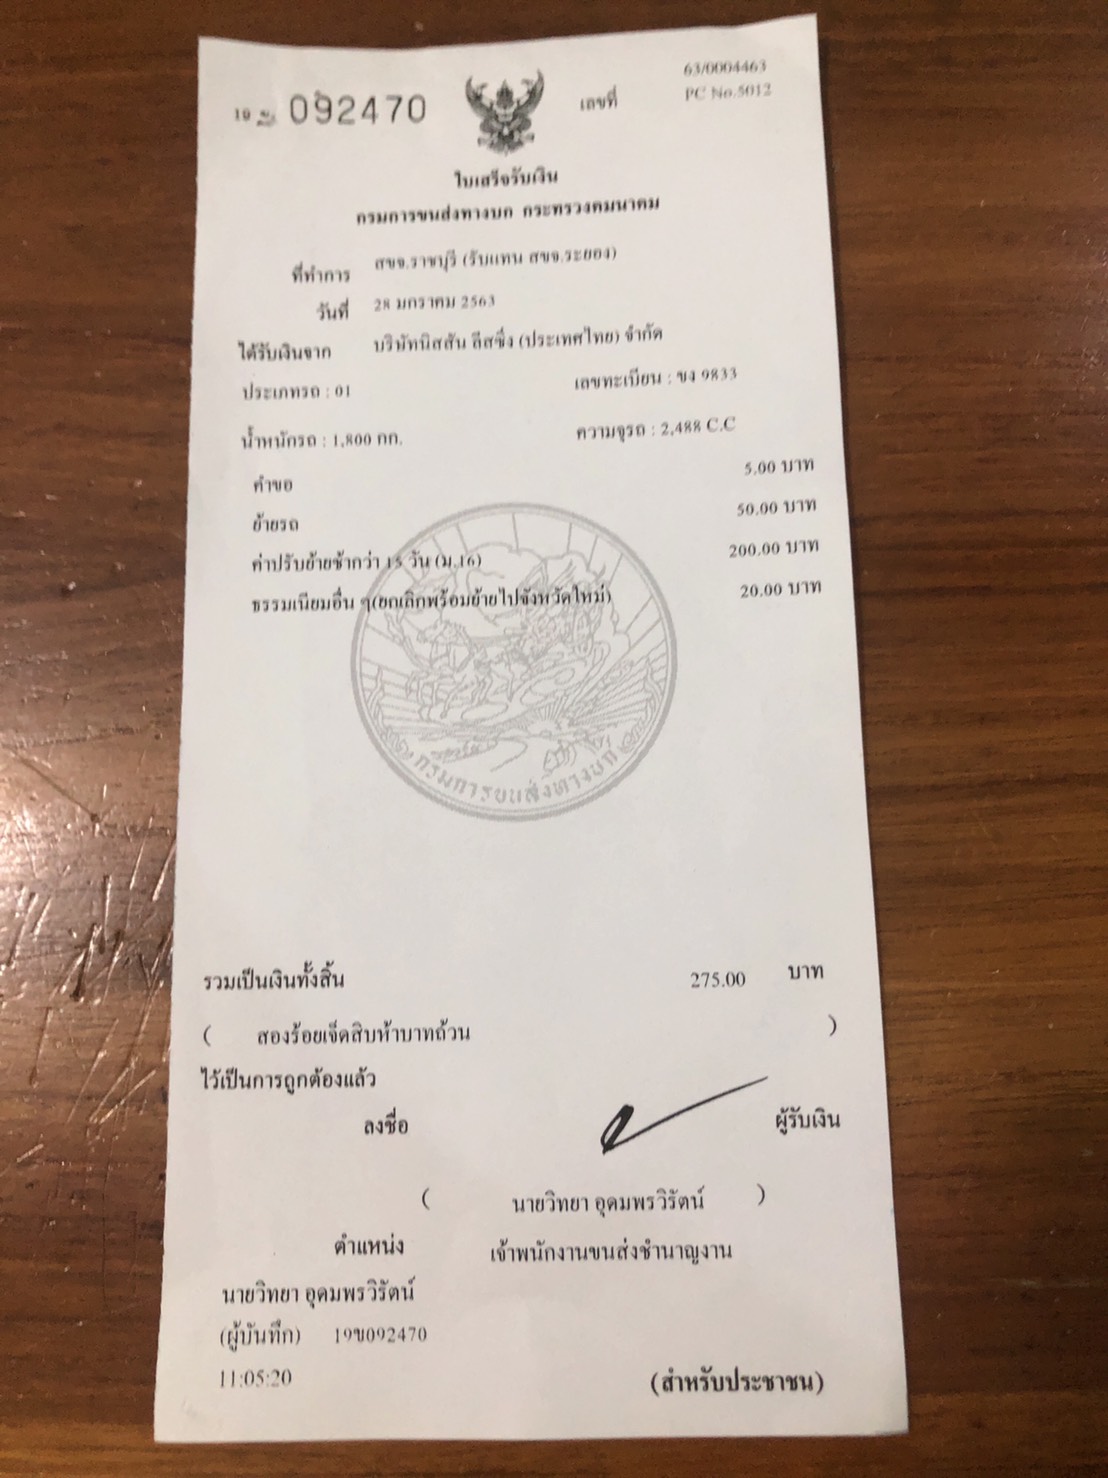 19 ข 092470
เลขที่
63/0004463
PC No.5012
ใบเสร็จรับเงิน
กรมการขนส่งทางบก กระทรวงคมนาคม
ที่ทำการ สขจ.ราชบุรี (รับแทน สขจ.ระยอง)
วันที่ 28 มกราคม 2563
ได้รับเงินจาก บริษัทนิสสัน ลีสซิ่ง (ประเทศไทย) จำกัด
ประเภทรถ : 01 เลขทะเบียน : ขง 9833
น้ำหนักรถ : 1,800 กก. ความจุรถ : 2,488 C.C
คำขอ 5.00 บาท
ย้ายรถ 50.00 บาท
ค่าปรับย้ายช้ากว่า 15 วัน (ม.16) 200.00 บาท
ธรรมเนียมอื่น ๆ(ยกเลิกพร้อมย้ายไปจังหวัดใหม่) 20.00 บาท
กรมการขนส่งทางบก
รวมเป็นเงินทั้งสิ้น 275.00 บาท
( สองร้อยเจ็ดสิบห้าบาทถ้วน )
ไว้เป็นการถูกต้องแล้ว
ลงชื่อ ผู้รับเงิน
( นายวิทยา อุดมพรวิรัตน์ )
ตำแหน่ง เจ้าพนักงานขนส่งชำนาญงาน
นายวิทยา อุดมพรวิรัตน์
(ผู้บันทึก) 19ข092470
11:05:20
(สำหรับประชาชน)